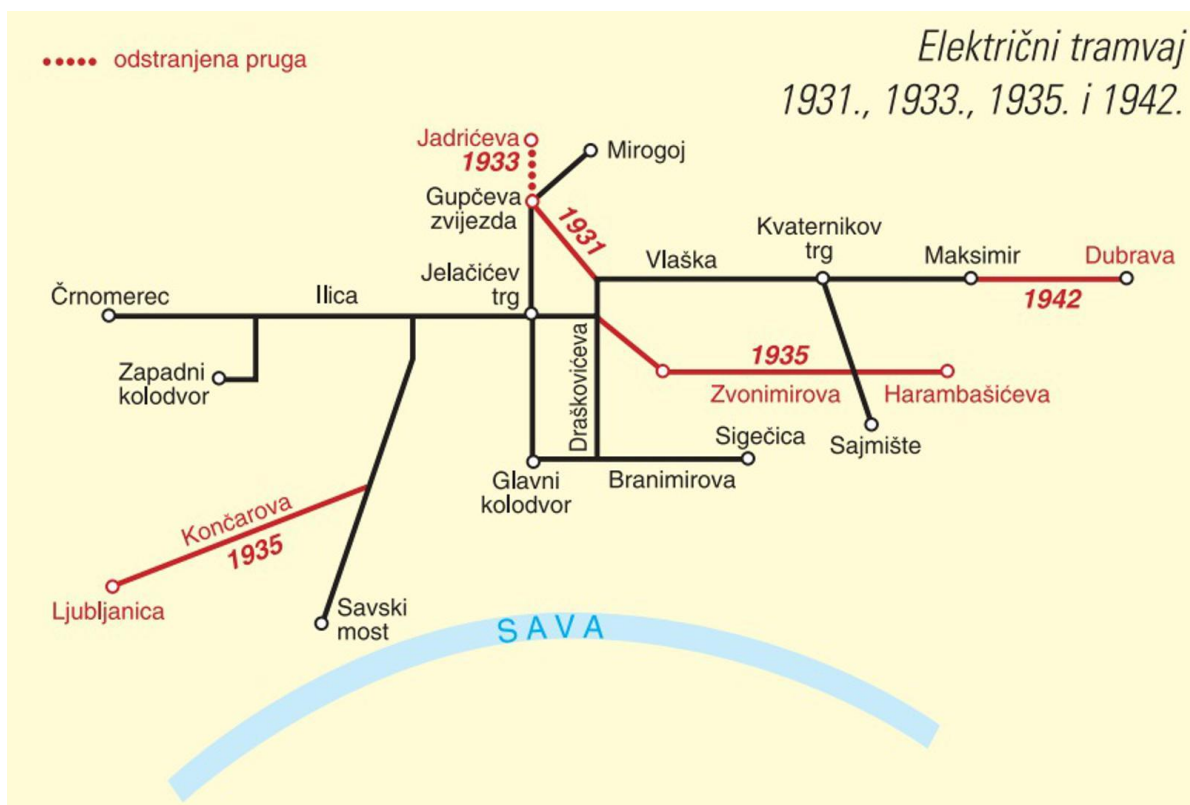 odstranjena pruga
Električni tramvaj
1931., 1933., 1935. i 1942.
Jadrićeva
1933
Mirogoj
Gupčeva
zvijezda
1931
Kvaternikov
trg
Vlaška
Maksimir
Dubrava
1942
Jelačićev
trg
Črnomerec
Ilica
Zapadni
kolodvor
Draškovićeva
1935
Zvonimirova
Harambašićeva
Sigečica
Sajmište
Glavni
kolodvor
Branimirova
Končarova
1935
Ljubljanica
Savski
most
SAVA